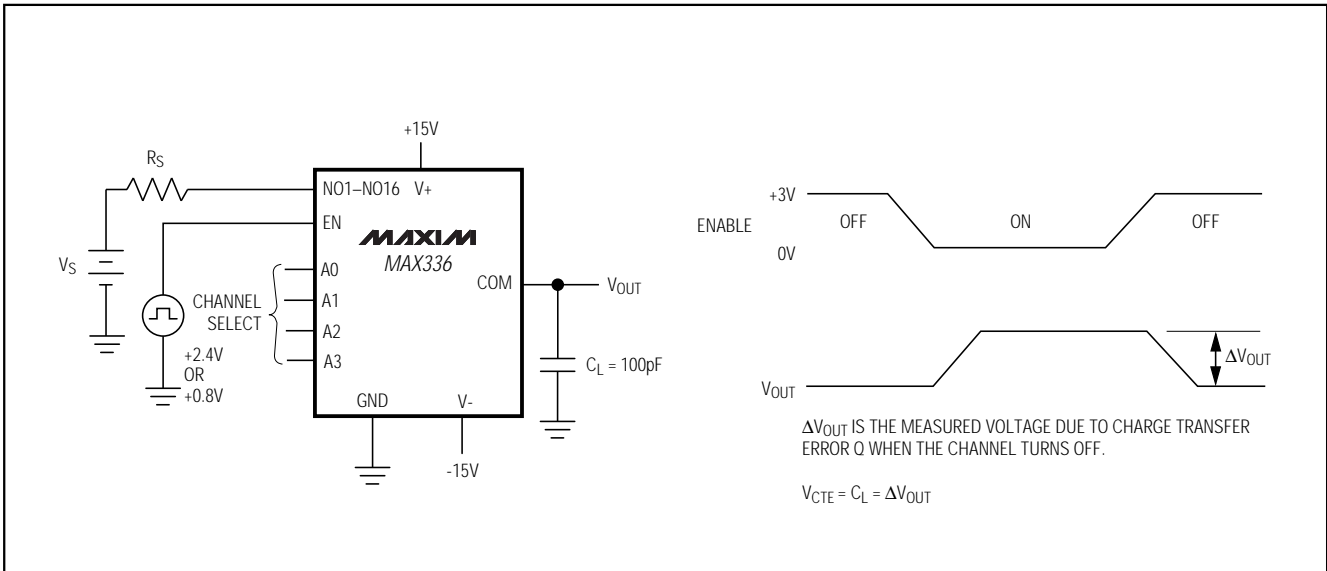 +15V
RS
NO1–NO16 V+
EN
MAXIM
MAX336
VS
A0
CHANNEL
SELECT
A1
A2
A3
COM
VOUT
+2.4V
OR
+0.8V
CL = 100pF
GND
V-
-15V
ENABLE
+3V
0V
OFF
ON
OFF
VOUT
ΔVOUT
ΔVOUT IS THE MEASURED VOLTAGE DUE TO CHARGE TRANSFER
ERROR Q WHEN THE CHANNEL TURNS OFF.
VCTE = CL = ΔVOUT